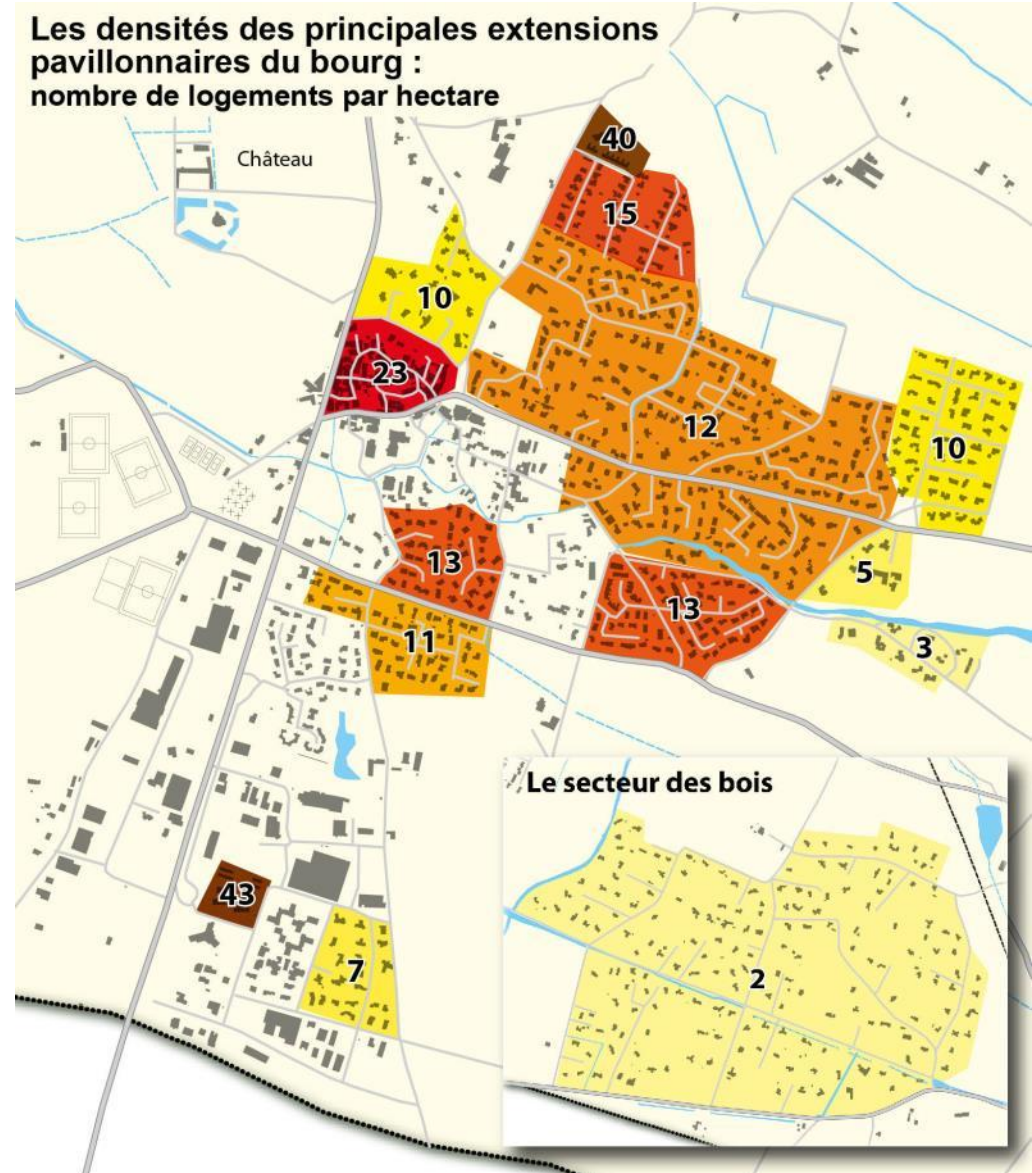 Les densités des principales extensions
pavillonnaires du bourg :
nombre de logements par hectare
Château
40
15
10
23
12
10
13
5
13
3
11
Le secteur des bois
43
7
2